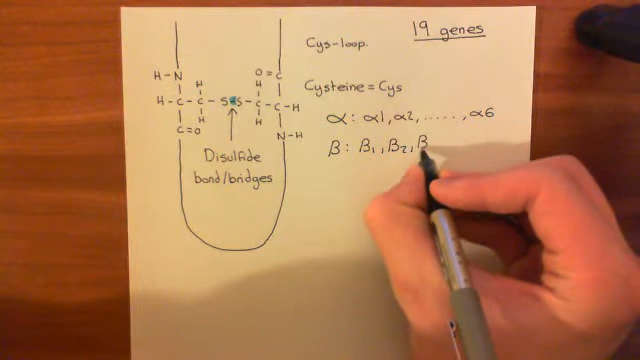 19 genes
Cys-loop.
Cysteine = Cys
α: α1, α2, ......, α6
β: β1, β2, β
H-N
H
H-C-C-S-S-C-C-H
H
C=O
O=C
H
H
N-H
Disulfide
bond/bridges